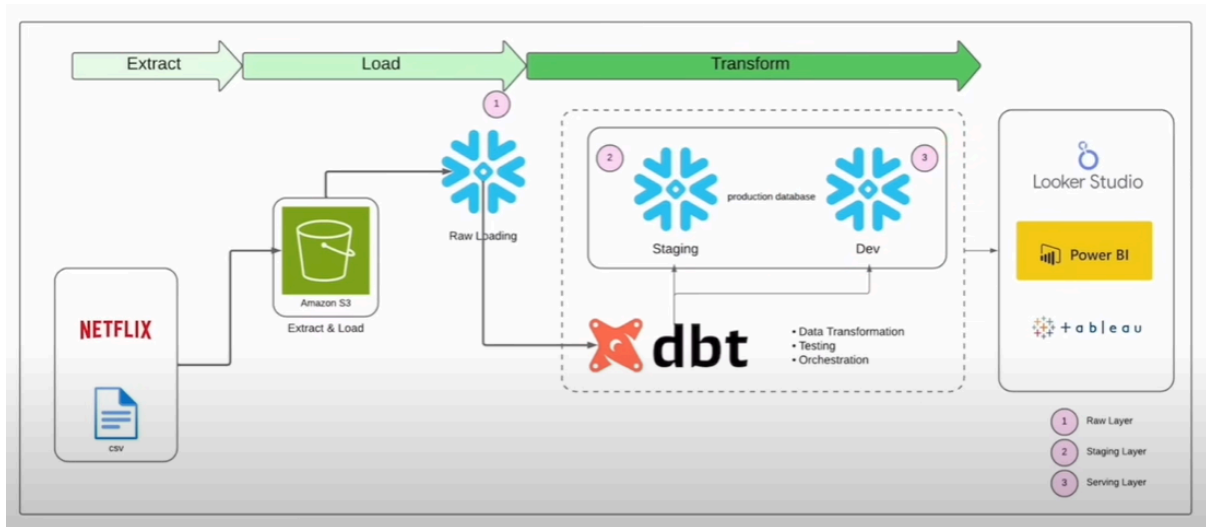 Extract
Load
Transform
1
2
3
production database
Staging
Dev
Raw Loading
Amazon S3
Extract & Load
NETFLIX
csv
dbt
• Data Transformation
• Testing
• Orchestration
Looker Studio
Power BI
+ableau
1 Raw Layer
2 Staging Layer
3 Serving Layer